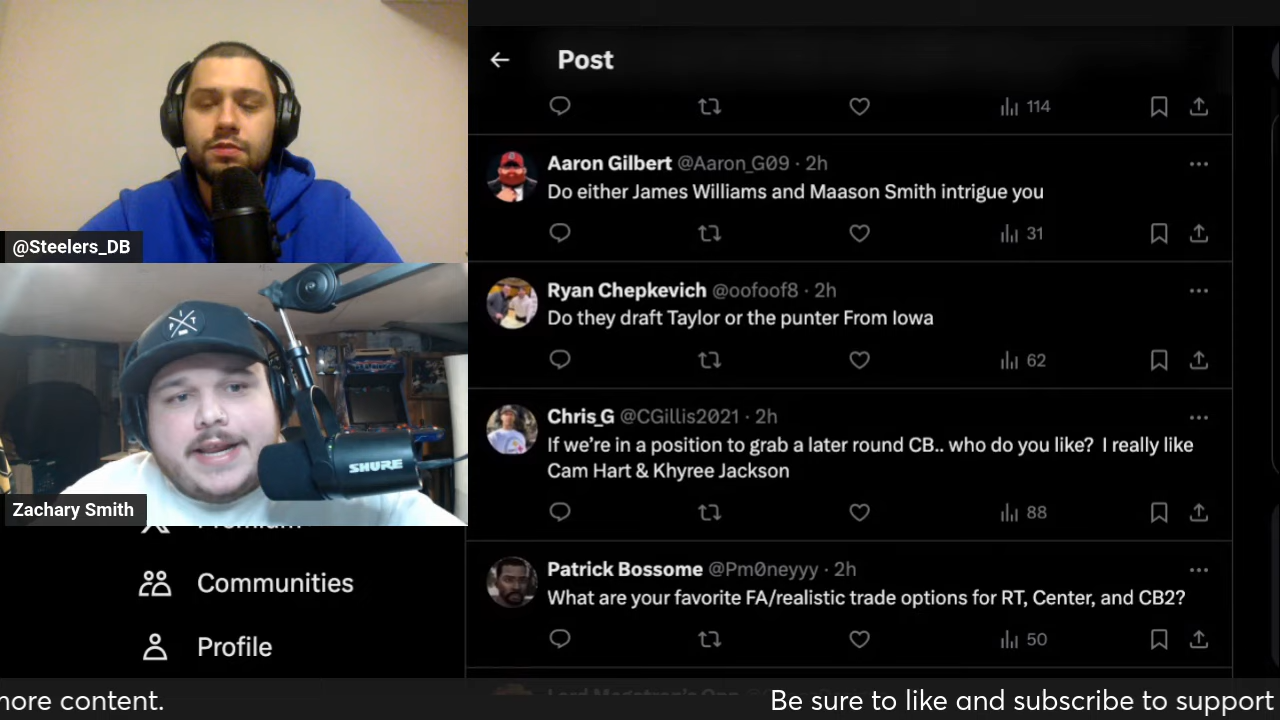 Post
114
Aaron Gilbert @Aaron_G09 · 2h
Do either James Williams and Maason Smith intrigue you
31
@Steelers_DB
Ryan Chepkevich @oofoof8 · 2h
Do they draft Taylor or the punter From Iowa
62
PIT
Chris_G @CGillis2021 · 2h
If we're in a position to grab a later round CB.. who do you like? I really like
Cam Hart & Khyree Jackson
88
SHURE
Zachary Smith
Premium
Communities
Profile
Patrick Bossome @Pm0neyyy · 2h
What are your favorite FA/realistic trade options for RT, Center, and CB2?
50
more content.
Be sure to like and subscribe to support